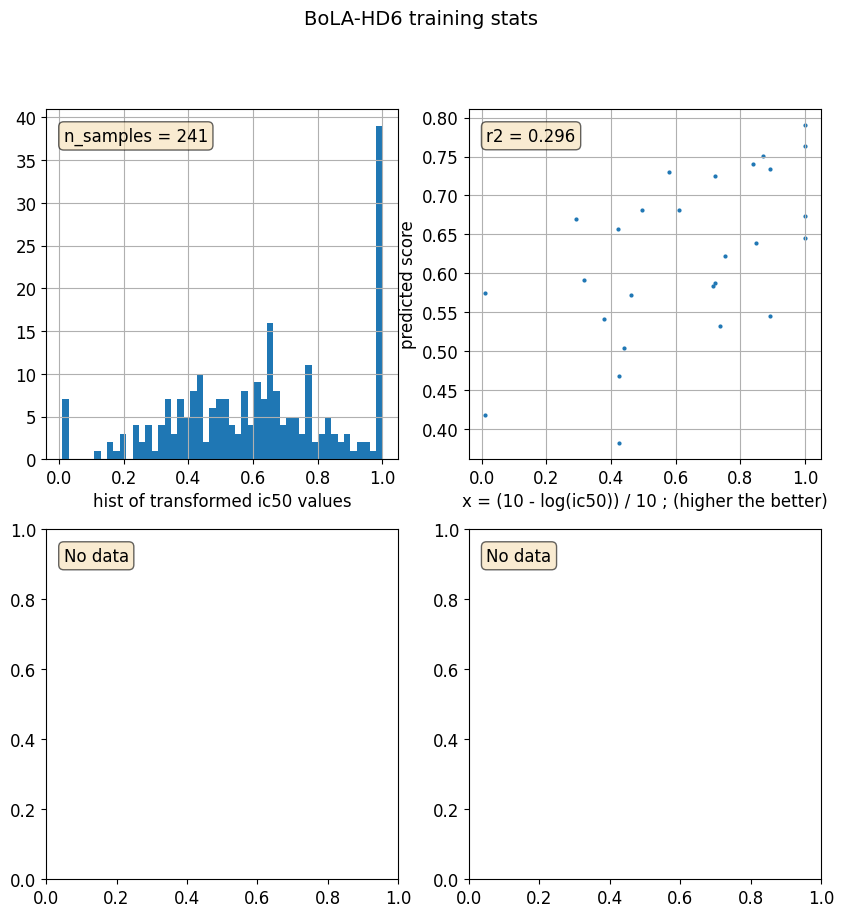 BoLA-HD6 training stats
n_samples = 241
40
35
30
25
20
15
10
5
0
0.0 0.2 0.4 0.6 0.8 1.0
hist of transformed ic50 values
r2 = 0.296
0.80
0.75
0.70
0.65
0.60
0.55
0.50
0.45
0.40
predicted score
0.0 0.2 0.4 0.6 0.8 1.0
x = (10 - log(ic50)) / 10 ; (higher the better)
No data
1.0
0.8
0.6
0.4
0.2
0.0
0.0 0.2 0.4 0.6 0.8 1.0
No data
1.0
0.8
0.6
0.4
0.2
0.0
0.0 0.2 0.4 0.6 0.8 1.0